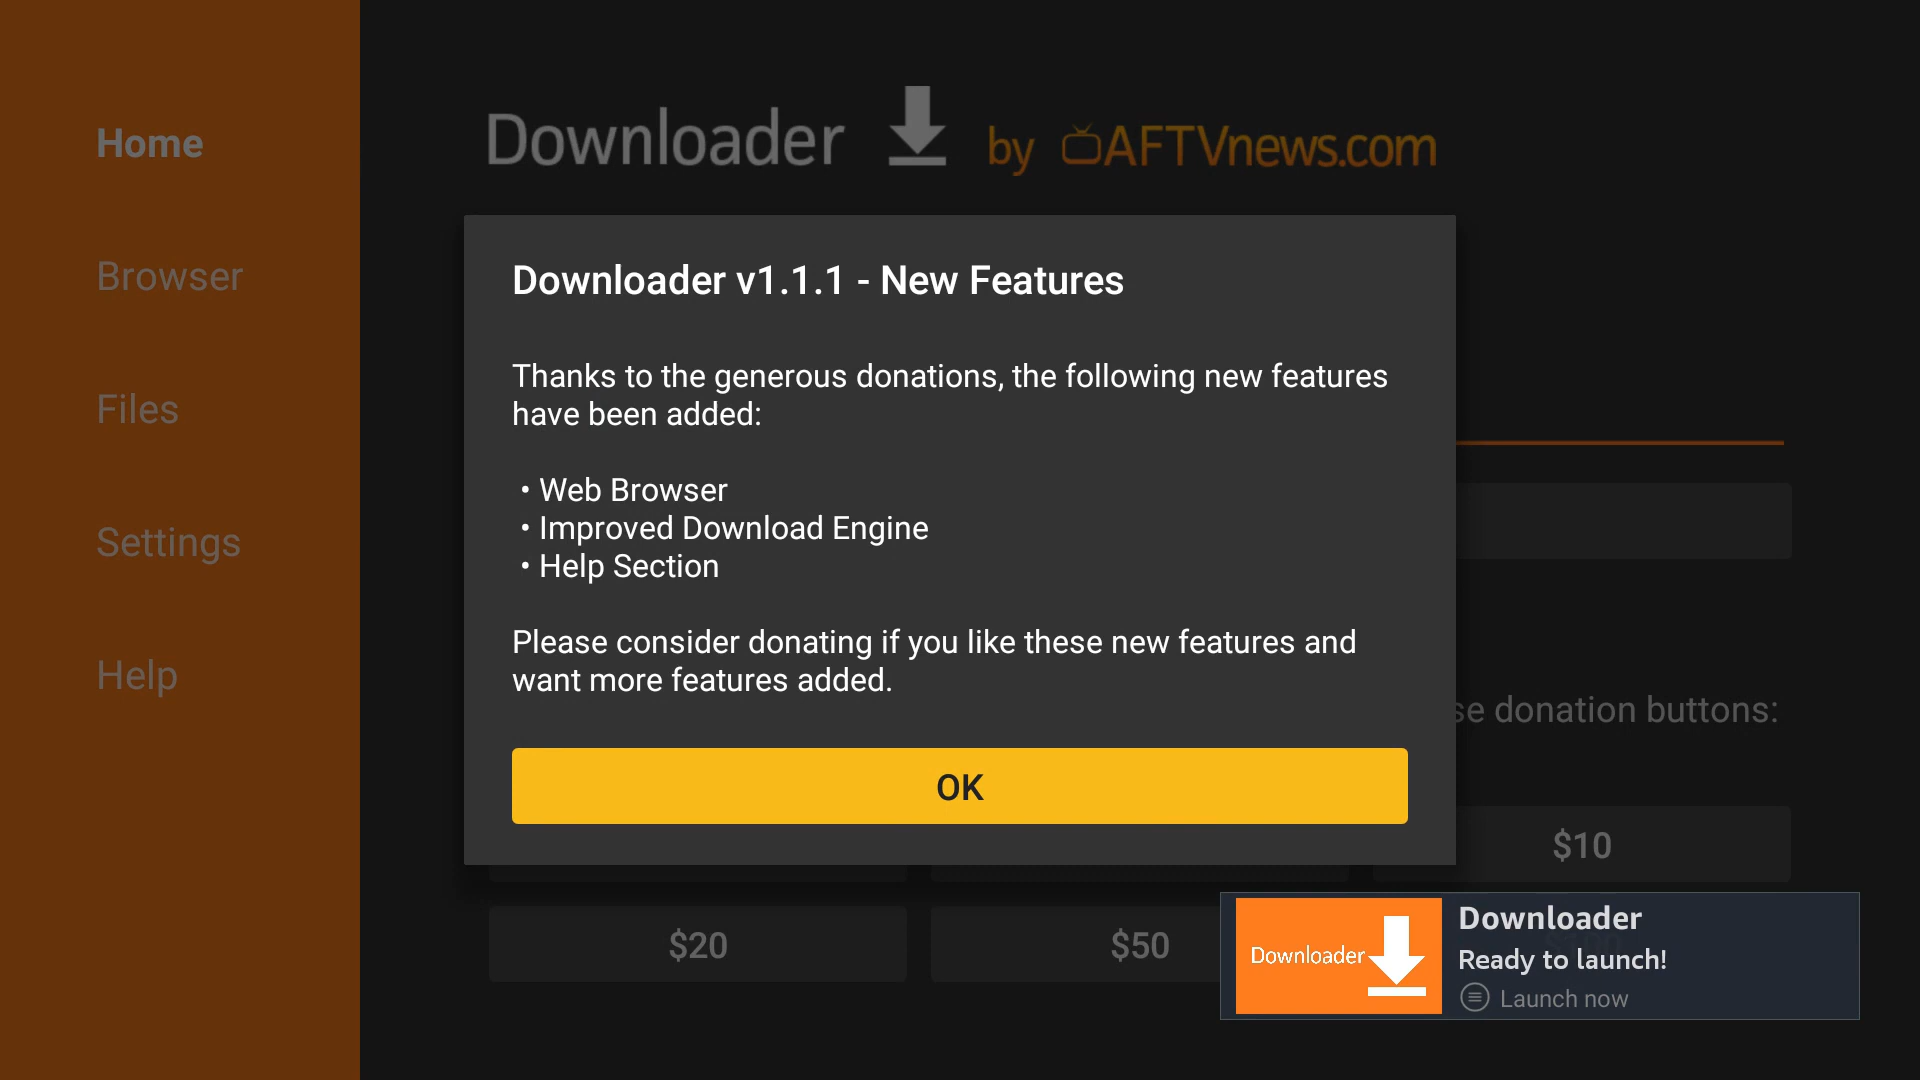 Home
Browser
Files
Settings
Help
Downloader by AFTVnews.com
Downloader v1.1.1 - New Features
Thanks to the generous donations, the following new features
have been added:
• Web Browser
• Improved Download Engine
• Help Section
Please consider donating if you like these new features and
want more features added.
OK
se donation buttons:
$10
$20
$50
Downloader
Downloader
Ready to launch!
Launch now